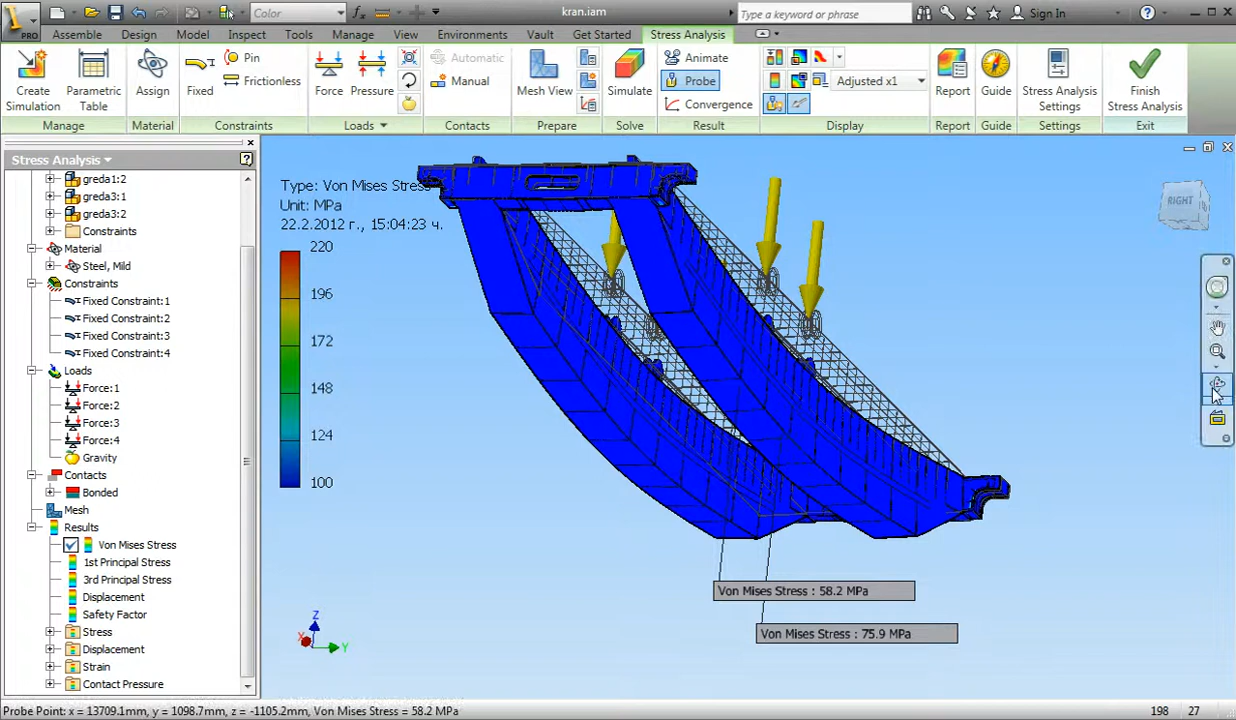 PRO
Color
kran.iam
Type a keyword or phrase
Sign In
Assemble Design Model Inspect Tools Manage View Environments Vault Get Started Stress Analysis
Create Simulation
Parametric Table
Assign
Fixed
Pin
Frictionless
Force
Pressure
Automatic
Manual
Mesh View
Simulate
Animate
Probe
Convergence
Adjusted x1
Report
Guide
Stress Analysis Settings
Finish Stress Analysis
Manage Material Constraints Loads Contacts Prepare Solve Result Display Report Guide Settings Exit
Stress Analysis
greda1:2
greda3:1
greda3:2
Constraints
Material
Steel, Mild
Constraints
Fixed Constraint:1
Fixed Constraint:2
Fixed Constraint:3
Fixed Constraint:4
Loads
Force:1
Force:2
Force:3
Force:4
Gravity
Contacts
Bonded
Mesh
Results
Von Mises Stress
1st Principal Stress
3rd Principal Stress
Displacement
Safety Factor
Stress
Displacement
Strain
Contact Pressure
Type: Von Mises Stress
Unit: MPa
22.2.2012 г., 15:04:23 ч.
220
196
172
148
124
100
RIGHT
Von Mises Stress : 58.2 MPa
Von Mises Stress : 75.9 MPa
Z
X
Y
Probe Point: x = 13709.1mm, y = 1098.7mm, z = -1105.2mm, Von Mises Stress = 58.2 MPa
198 27